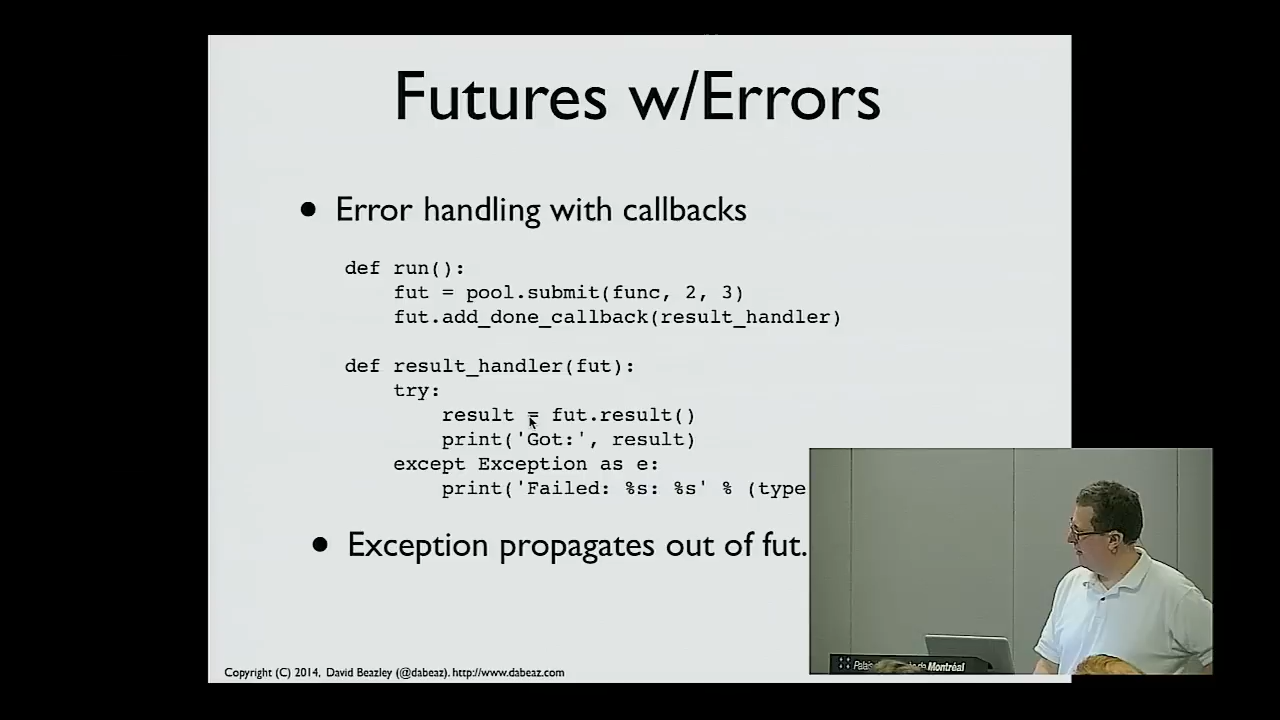 Futures w/Errors
• Error handling with callbacks
def run():
    fut = pool.submit(func, 2, 3)
    fut.add_done_callback(result_handler)
def result_handler(fut):
    try:
        result = fut.result()
        print('Got:', result)
    except Exception as e:
        print('Failed: %s: %s' % (type
• Exception propagates out of fut.
Copyright (C) 2014, David Beazley (@dabeaz). http://www.dabeaz.com
Palais de Montréal